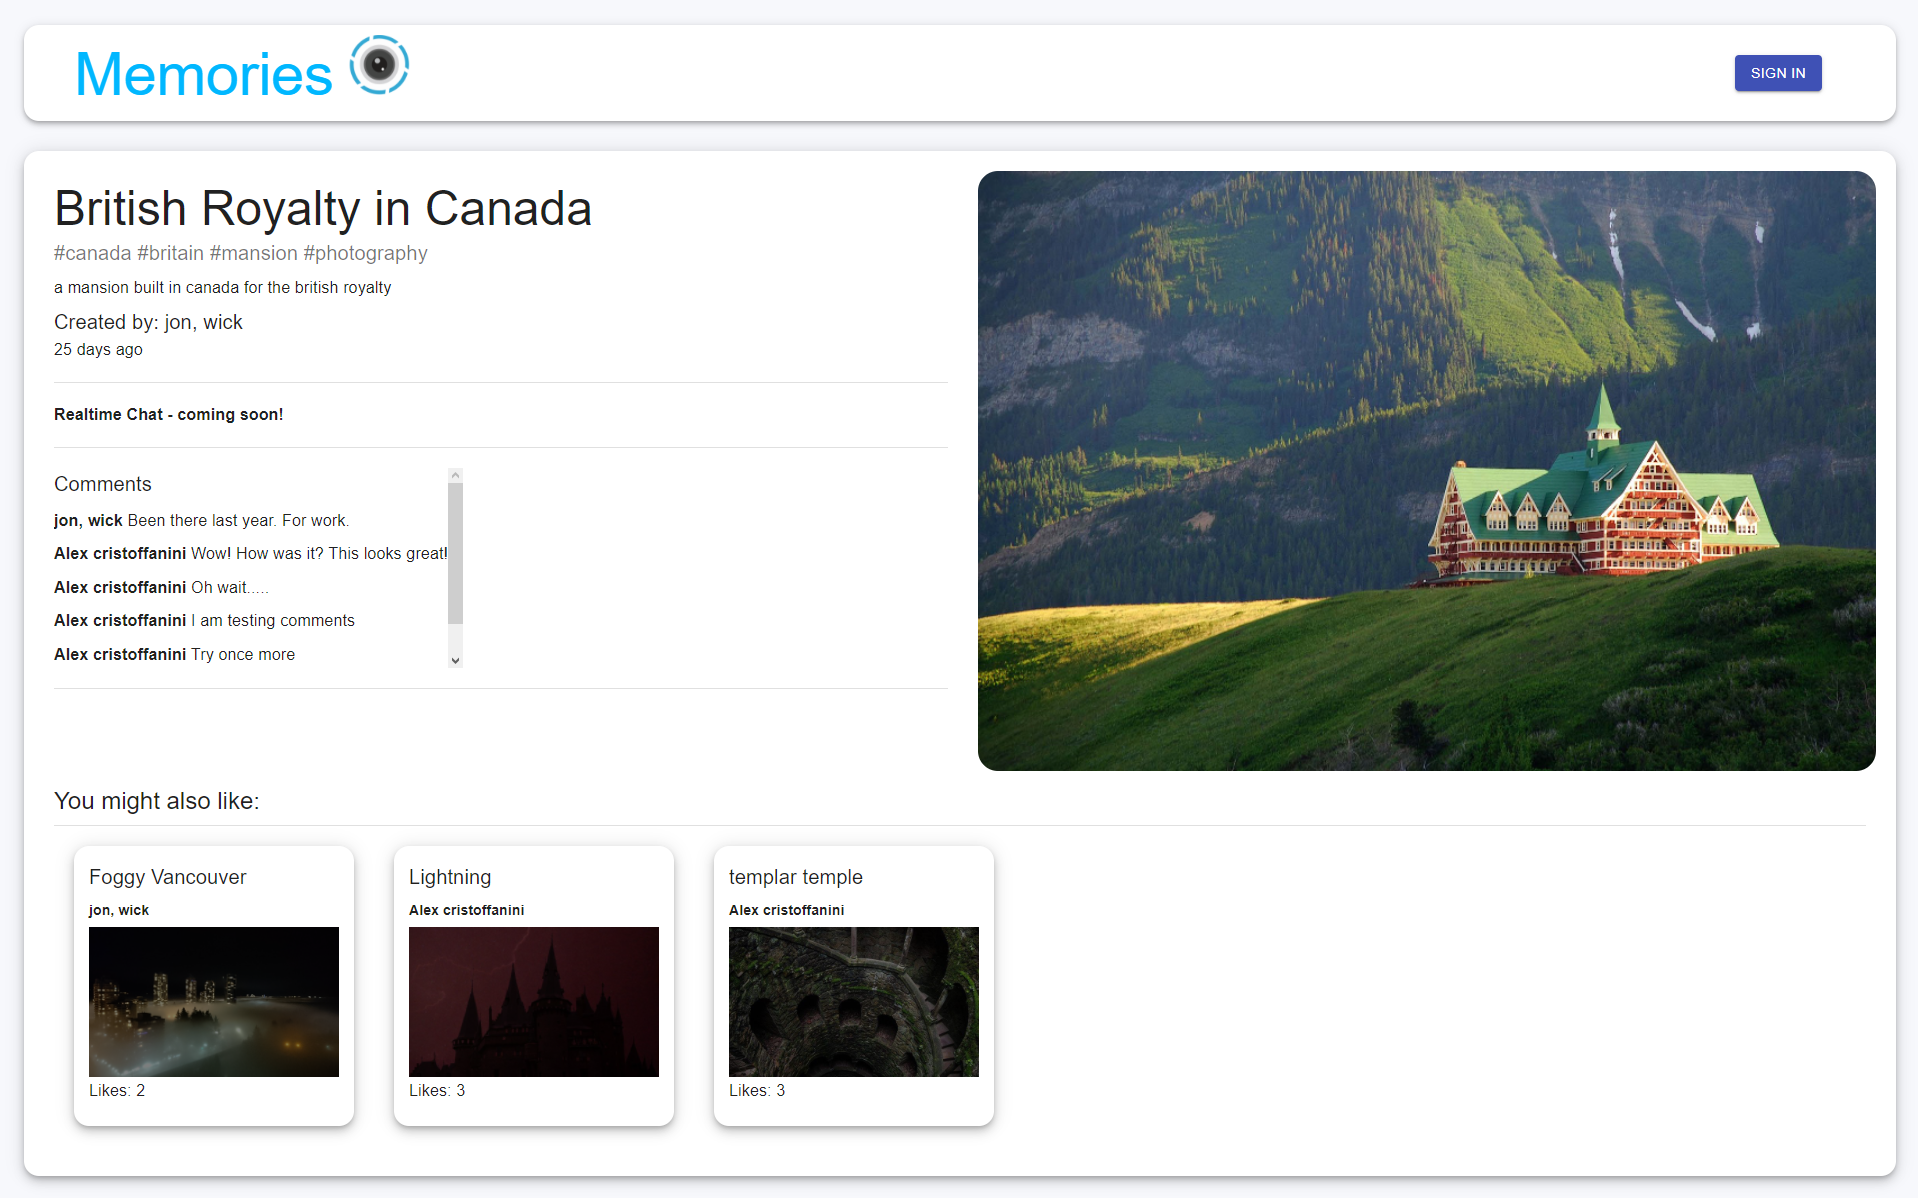 Memories
SIGN IN
British Royalty in Canada
#canada #britain #mansion #photography
a mansion built in canada for the british royalty
Created by: jon, wick
25 days ago
Realtime Chat - coming soon!
Comments
jon, wick Been there last year. For work.
Alex cristoffanini Wow! How was it? This looks great!
Alex cristoffanini Oh wait.....
Alex cristoffanini I am testing comments
Alex cristoffanini Try once more
You might also like:
Foggy Vancouver
jon, wick
Likes: 2
Lightning
Alex cristoffanini
Likes: 3
templar temple
Alex cristoffanini
Likes: 3